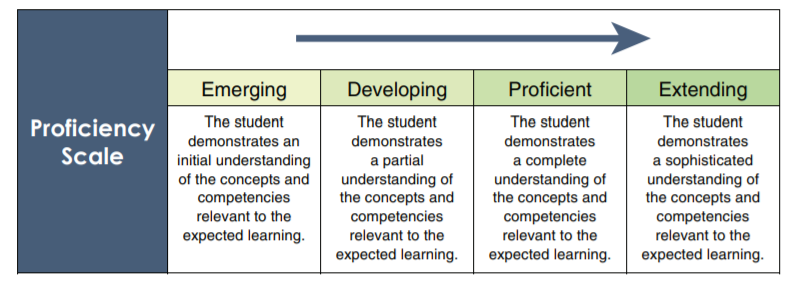 Proficiency
Scale
Emerging
The student
demonstrates an
initial understanding
of the concepts and
competencies
relevant to the
expected learning.
Developing
The student
demonstrates
a partial
understanding of
the concepts and
competencies
relevant to the
expected learning.
Proficient
The student
demonstrates
a complete
understanding of
the concepts and
competencies
relevant to the
expected learning.
Extending
The student
demonstrates
a sophisticated
understanding of
the concepts and
competencies
relevant to the
expected learning.